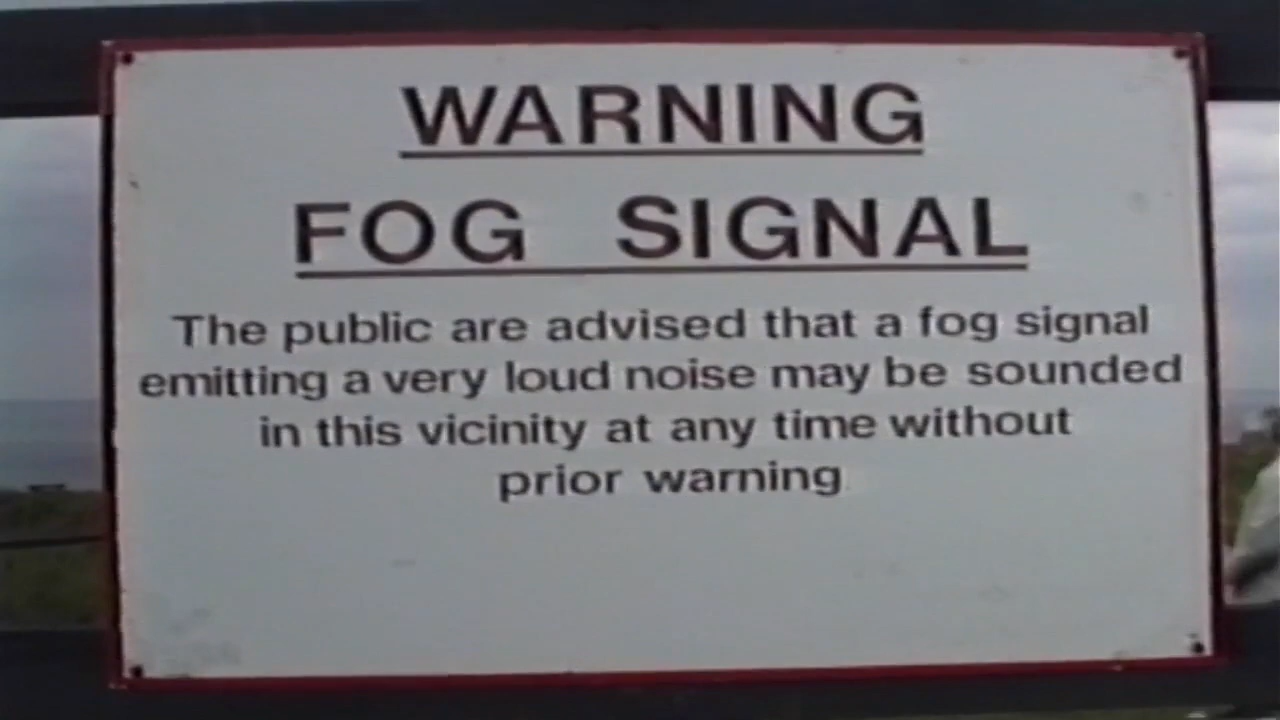 WARNING
FOG SIGNAL
The public are advised that a fog signal
emitting a very loud noise may be sounded
in this vicinity at any time without
prior warning